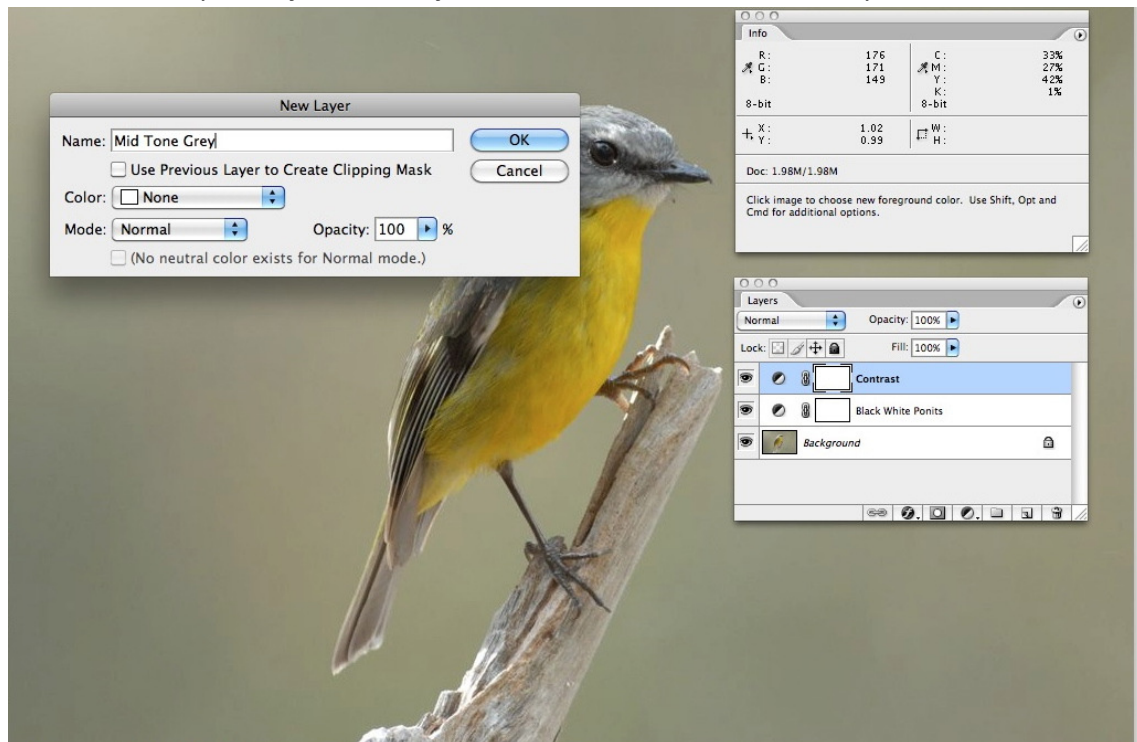 New Layer
Name: Mid Tone Grey
OK
Use Previous Layer to Create Clipping Mask
Cancel
Color: None
Mode: Normal Opacity: 100 %
(No neutral color exists for Normal mode.)
Info
R: 176 C: 33%
G: 171 M: 27%
B: 149 Y: 42%
K: 1%
8-bit 8-bit
X: 1.02 W:
Y: 0.99 H:
Doc: 1.98M/1.98M
Click image to choose new foreground color. Use Shift, Opt and
Cmd for additional options.
Layers
Normal Opacity: 100%
Lock: Fill: 100%
Contrast
Black White Ponits
Background